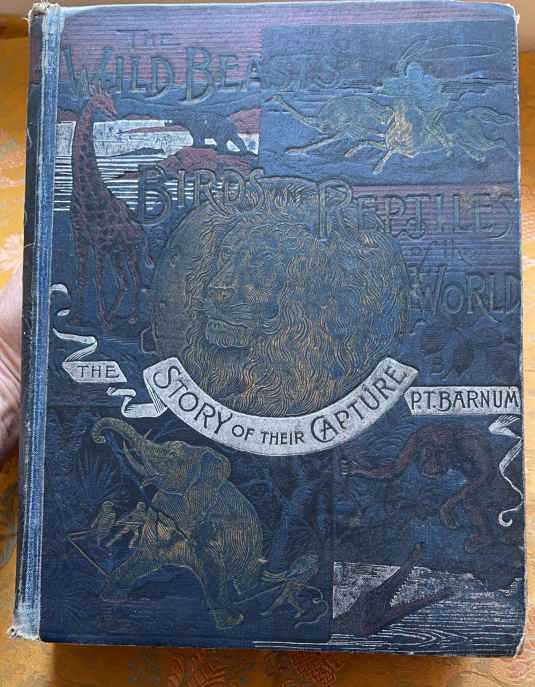 THE
WILD BEASTS
BIRDS AND REPTILES
of the
WORLD
BY
P.T. BARNUM
THE
STORY OF THEIR CAPTURE